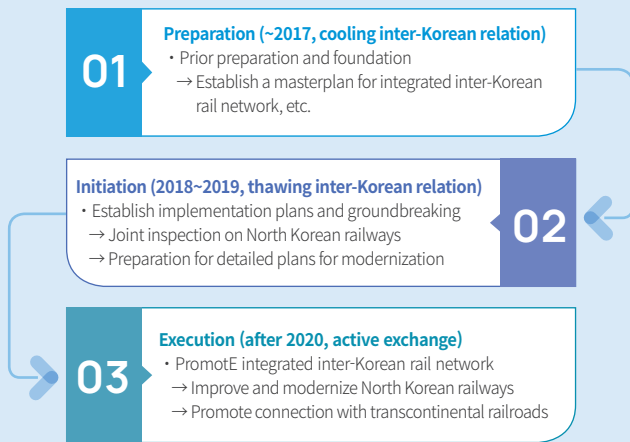 01
Preparation (~2017, cooling inter-Korean relation)
・Prior preparation and foundation
→ Establish a masterplan for integrated inter-Korean
rail network, etc.
Initiation (2018~2019, thawing inter-Korean relation)
・Establish implementation plans and groundbreaking
→ Joint inspection on North Korean railways
→ Preparation for detailed plans for modernization
02
03
Execution (after 2020, active exchange)
・PromotE integrated inter-Korean rail network
→ Improve and modernize North Korean railways
→ Promote connection with transcontinental railroads